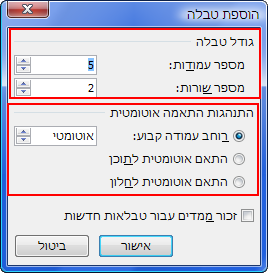 הוספת טבלה
גודל טבלה
מספר עמודות: 5
מספר שורות: 2
התנהגות התאמה אוטומטית
רוחב עמודה קבוע: אוטומטי
התאם אוטומטית לתוכן
התאם אוטומטית לחלון
זכור ממדים עבור טבלאות חדשות
אישור ביטול